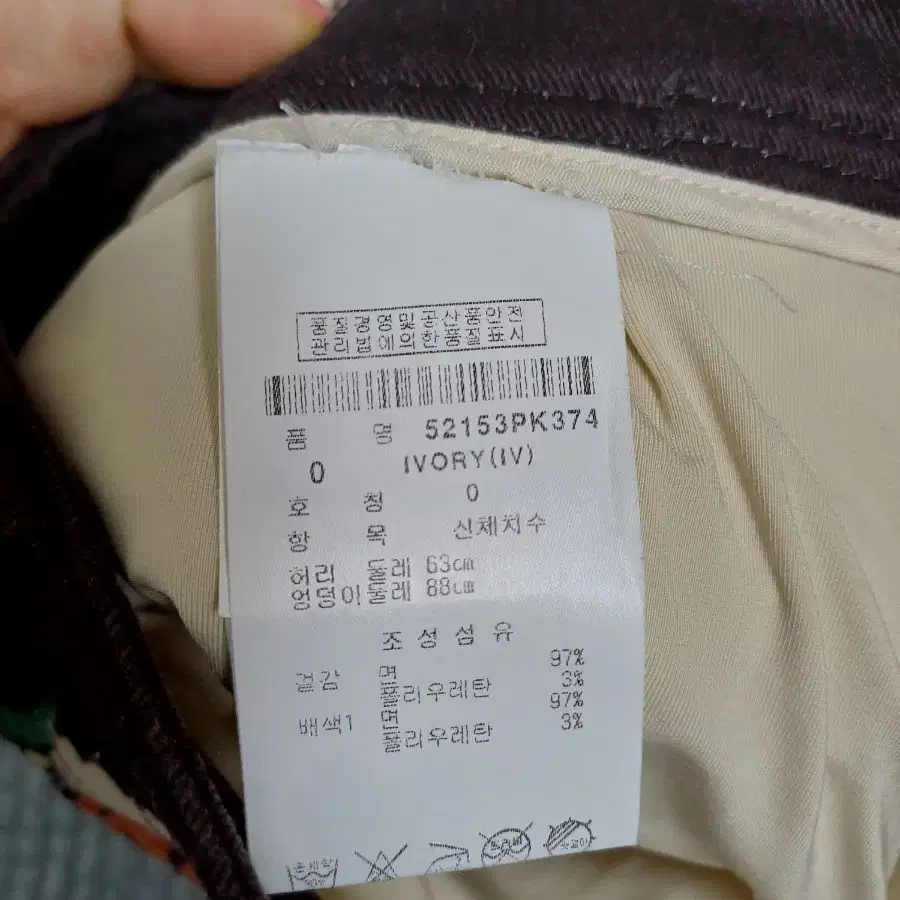 품질경영및공산품안전
관리법에의한품질표시
품 명 52153PK374
0 IVORY(IV)
호 칭 0
항 목 신체치수
허리 둘레 63cm
엉덩이둘레 88cm
조성섬유
겉감 면 97%
폴리우레탄 3%
배색1 면 97%
폴리우레탄 3%
드라이